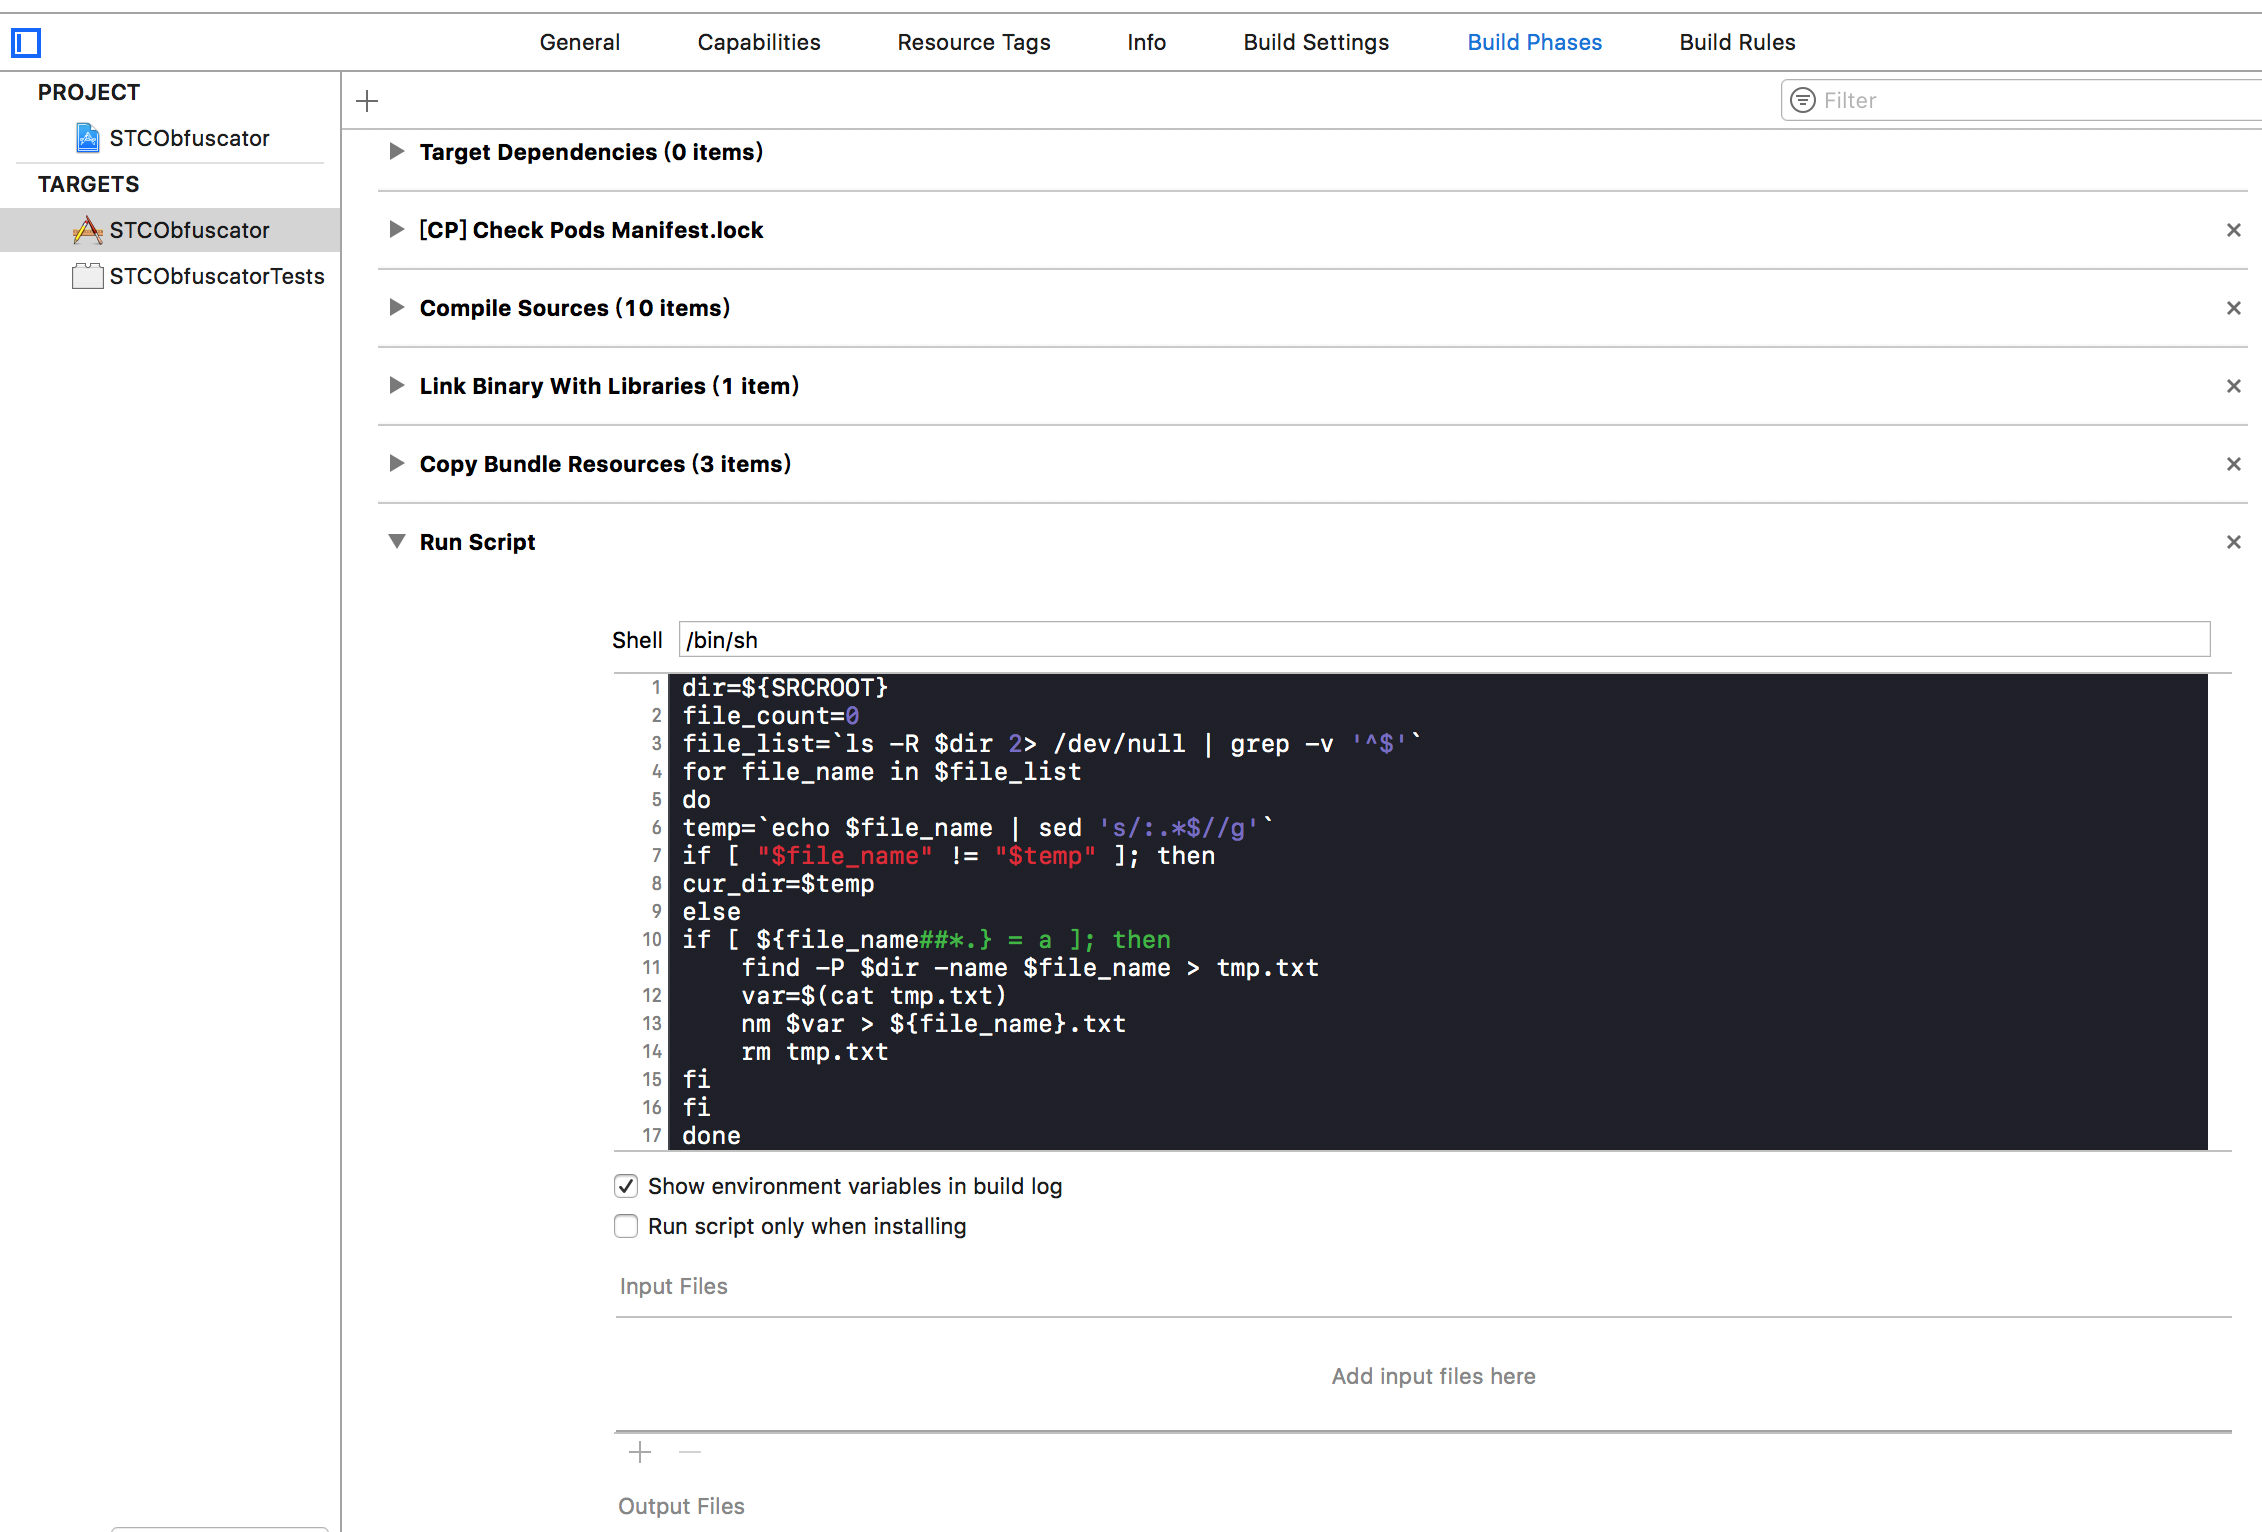 General Capabilities Resource Tags Info Build Settings Build Phases Build Rules
PROJECT
STCObfuscator
TARGETS
STCObfuscator
STCObfuscatorTests
Filter
Target Dependencies (0 items)
[CP] Check Pods Manifest.lock
Compile Sources (10 items)
Link Binary With Libraries (1 item)
Copy Bundle Resources (3 items)
Run Script
Shell /bin/sh
1 dir=${SRCROOT}
2 file_count=0
3 file_list=`ls -R $dir 2> /dev/null | grep -v '^$'`
4 for file_name in $file_list
5 do
6 temp=`echo $file_name | sed 's/:.*$//g'`
7 if [ "$file_name" != "$temp" ]; then
8 cur_dir=$temp
9 else
10 if [ ${file_name##*.} = a ]; then
11 find -P $dir -name $file_name > tmp.txt
12 var=$(cat tmp.txt)
13 nm $var > ${file_name}.txt
14 rm tmp.txt
15 fi
16 fi
17 done
Show environment variables in build log
Run script only when installing
Input Files
Add input files here
Output Files